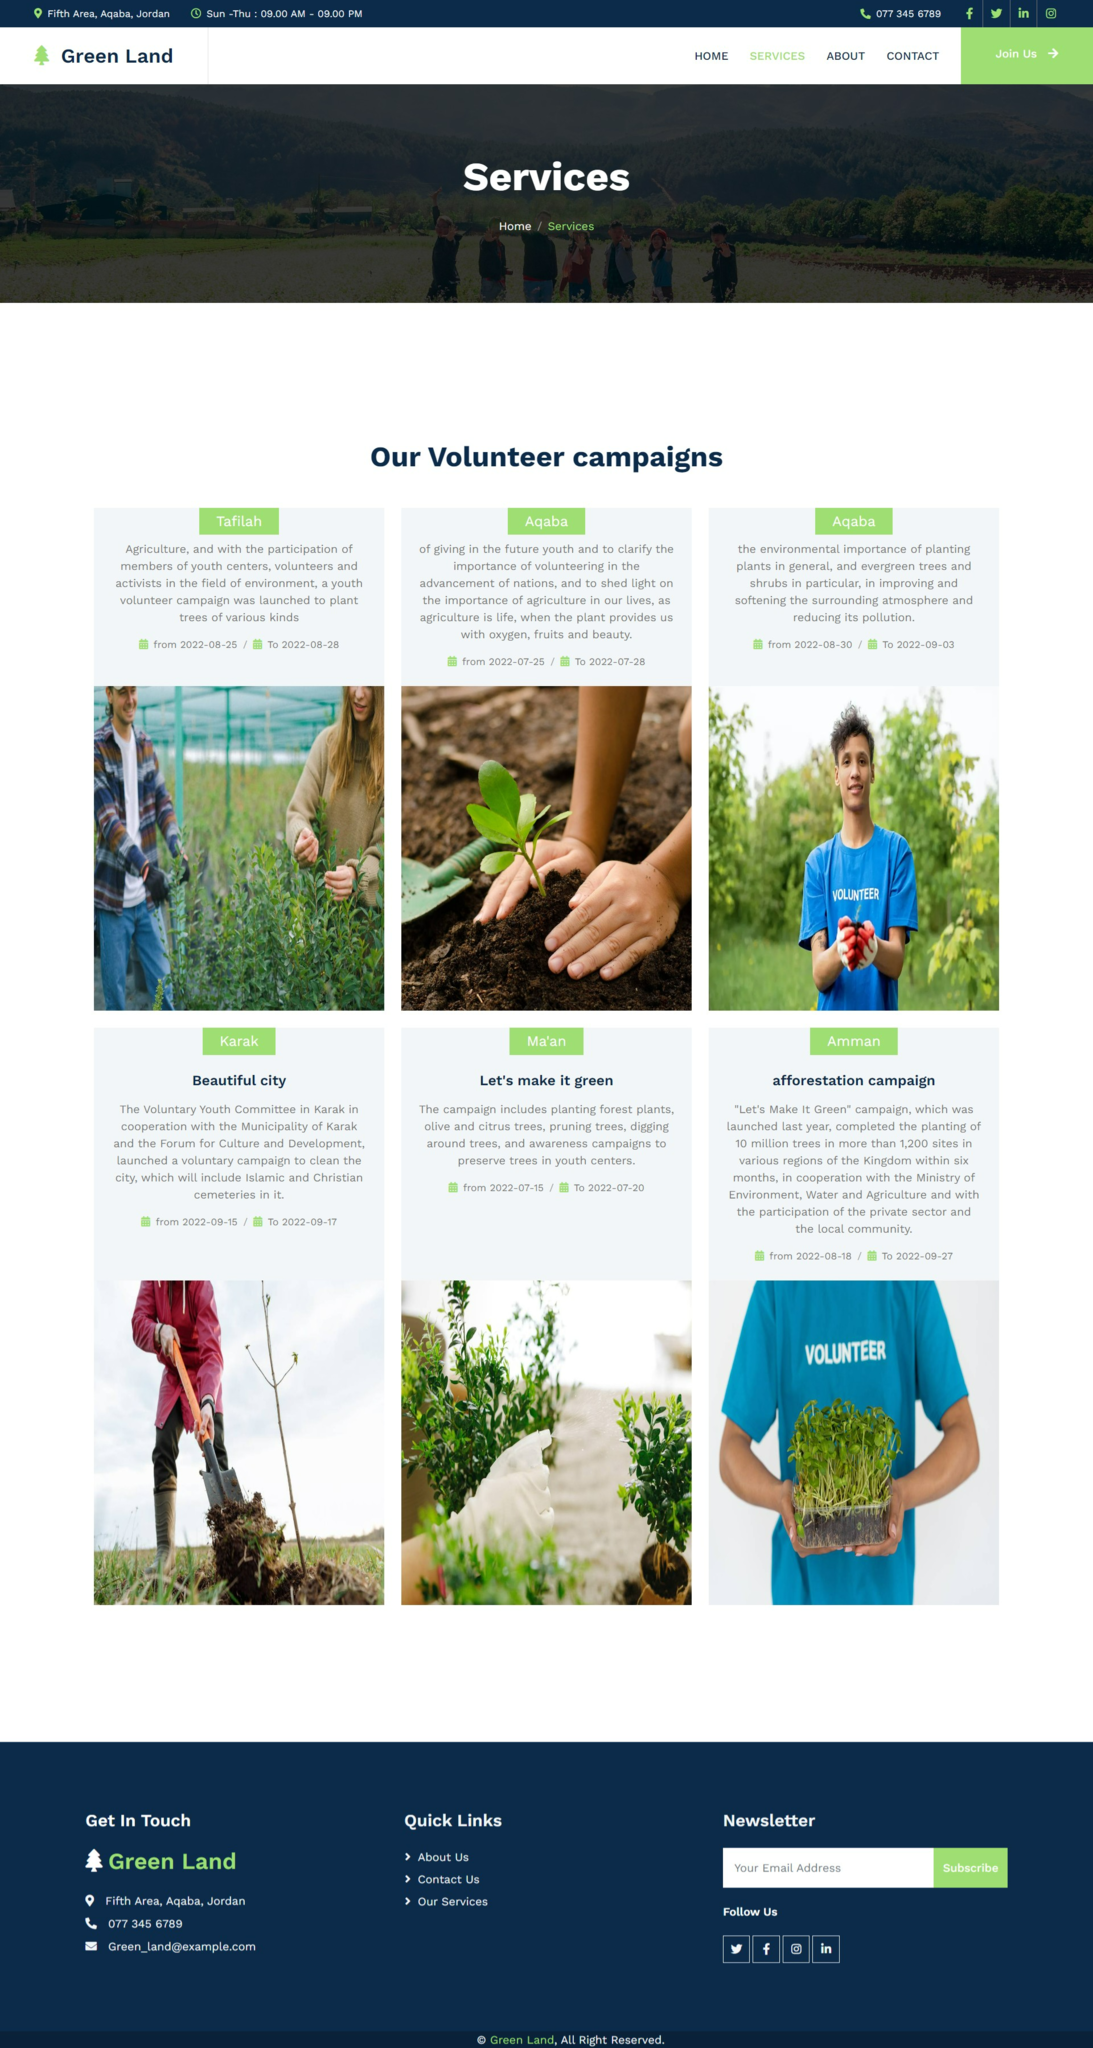 Fifth Area, Aqaba, Jordan Sun -Thu : 09.00 AM - 09.00 PM 077 345 6789
Green Land HOME SERVICES ABOUT CONTACT Join Us
Services
Home / Services
Our Volunteer campaigns
Tafilah
Agriculture, and with the participation of
members of youth centers, volunteers and
activists in the field of environment, a youth
volunteer campaign was launched to plant
trees of various kinds
from 2022-08-25 / To 2022-08-28
Aqaba
of giving in the future youth and to clarify the
importance of volunteering in the
advancement of nations, and to shed light on
the importance of agriculture in our lives, as
agriculture is life, when the plant provides us
with oxygen, fruits and beauty.
from 2022-07-25 / To 2022-07-28
Aqaba
the environmental importance of planting
plants in general, and evergreen trees and
shrubs in particular, in improving and
softening the surrounding atmosphere and
reducing its pollution.
from 2022-08-30 / To 2022-09-03
VOLUNTEER
Karak
Beautiful city
The Voluntary Youth Committee in Karak in
cooperation with the Municipality of Karak
and the Forum for Culture and Development,
launched a voluntary campaign to clean the
city, which will include Islamic and Christian
cemeteries in it.
from 2022-09-15 / To 2022-09-17
Ma'an
Let's make it green
The campaign includes planting forest plants,
olive and citrus trees, pruning trees, digging
around trees, and awareness campaigns to
preserve trees in youth centers.
from 2022-07-15 / To 2022-07-20
Amman
afforestation campaign
"Let's Make It Green" campaign, which was
launched last year, completed the planting of
10 million trees in more than 1,200 sites in
various regions of the Kingdom within six
months, in cooperation with the Ministry of
Environment, Water and Agriculture and with
the participation of the private sector and
the local community.
from 2022-08-18 / To 2022-09-27
VOLUNTEER
Get In Touch
Green Land
Fifth Area, Aqaba, Jordan
077 345 6789
Green_land@example.com
Quick Links
About Us
Contact Us
Our Services
Newsletter
Your Email Address Subscribe
Follow Us
© Green Land, All Right Reserved.